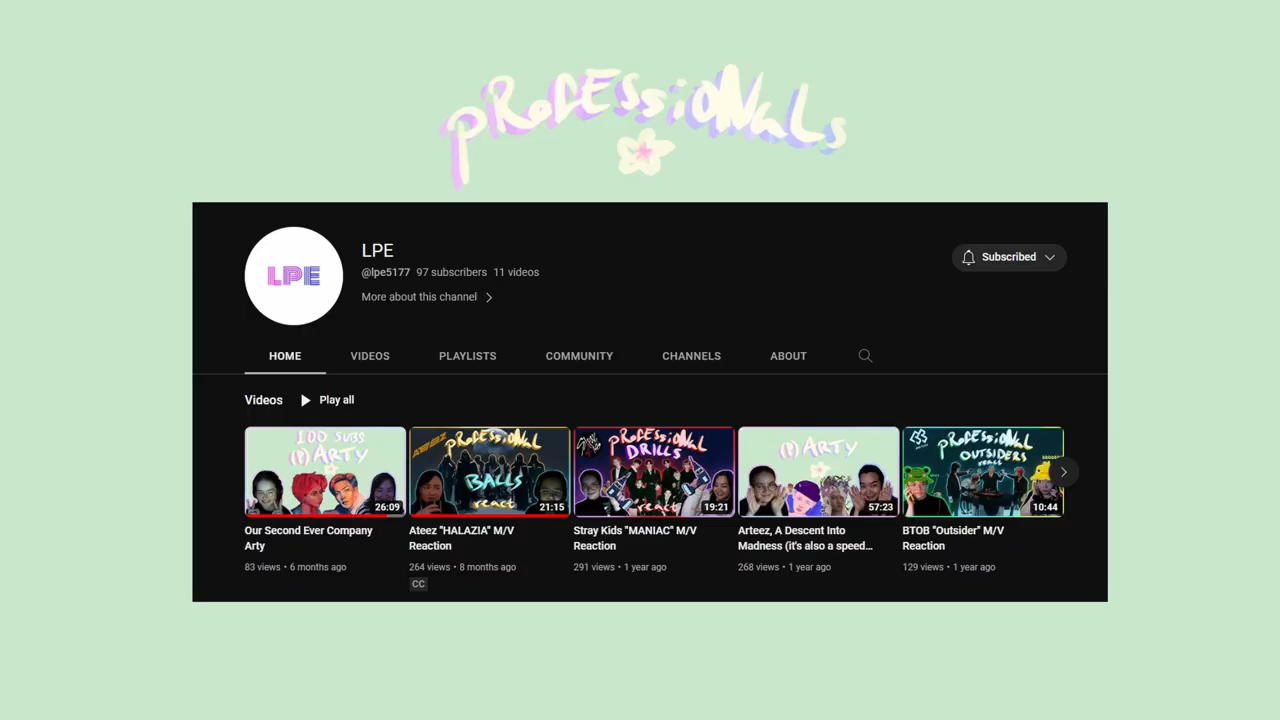 pRofEssioNaLs
LPE
LPE
@lpe5177 97 subscribers 11 videos
More about this channel
Subscribed
HOME VIDEOS PLAYLISTS COMMUNITY CHANNELS ABOUT
Videos Play all
100 SUBS
(P)ARTY
26:09
ATEEZ
pRofEssioNaL
BALLS
react
21:15
pRofEssioNaL
DRILLS
react
19:21
(P)ARTY
57:23
pRofEssioNaL
OUTSIDERS
10:44
Our Second Ever Company
Arty
83 views • 6 months ago
Ateez "HALAZIA" M/V
Reaction
264 views • 8 months ago
CC
Stray Kids "MANIAC" M/V
Reaction
291 views • 1 year ago
Arteez, A Descent Into
Madness (it's also a speed...
268 views • 1 year ago
BTOB "Outsider" M/V
Reaction
129 views • 1 year ago